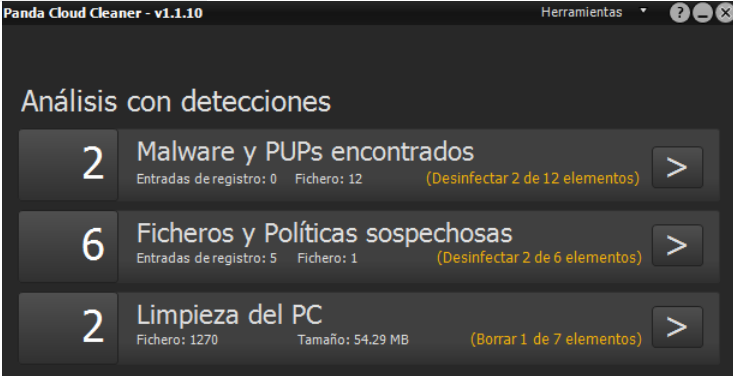 Panda Cloud Cleaner - v1.1.10 Herramientas ?
Análisis con detecciones
2 Malware y PUPs encontrados
Entradas de registro: 0 Fichero: 12 (Desinfectar 2 de 12 elementos) >
6 Ficheros y Políticas sospechosas
Entradas de registro: 5 Fichero: 1 (Desinfectar 2 de 6 elementos) >
2 Limpieza del PC
Fichero: 1270 Tamaño: 54.29 MB (Borrar 1 de 7 elementos) >